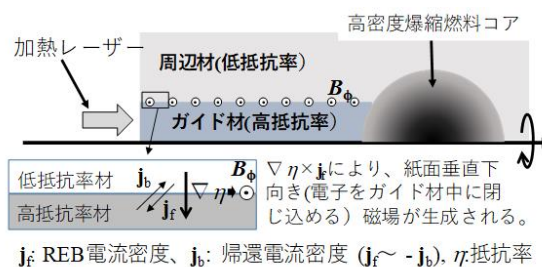 高密度爆縮燃料コア
加熱レーザー
周辺材(低抵抗率)
Bϕ
ガイド材(高抵抗率)
低抵抗率材
高抵抗率材
jb
jf
∇η
Bϕ
∇η×jfにより、紙面垂直下
向き(電子をガイド材中に閉
じ込める）磁場が生成される。
jf: REB電流密度、jb: 帰還電流密度 (jf～ - jb), η:抵抗率